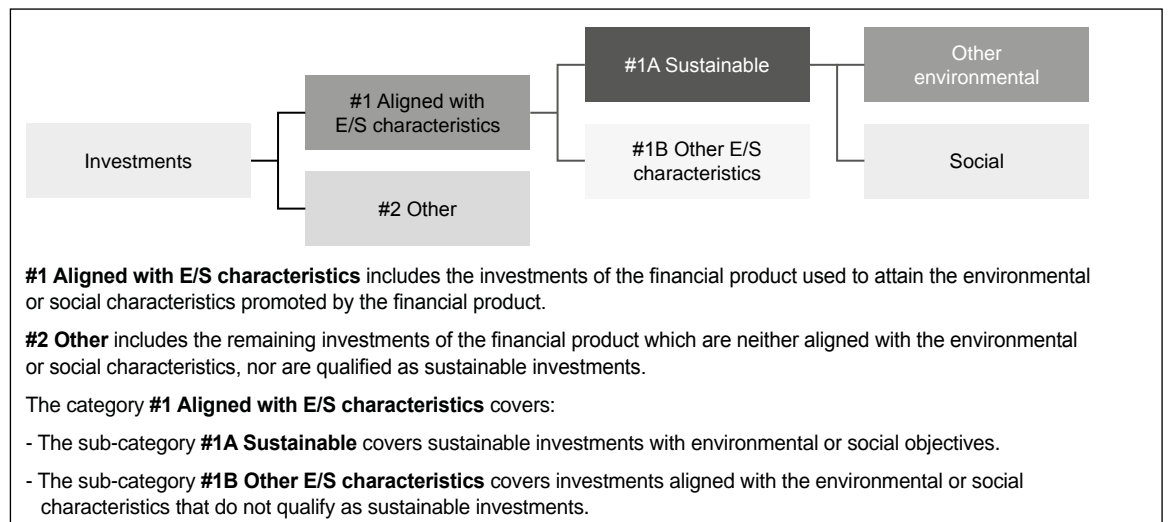 Investments
#1 Aligned with
E/S characteristics
#2 Other
#1A Sustainable
#1B Other E/S
characteristics
Other
environmental
Social
#1 Aligned with E/S characteristics includes the investments of the financial product used to attain the environmental
or social characteristics promoted by the financial product.
#2 Other includes the remaining investments of the financial product which are neither aligned with the environmental
or social characteristics, nor are qualified as sustainable investments.
The category #1 Aligned with E/S characteristics covers:
- The sub-category #1A Sustainable covers sustainable investments with environmental or social objectives.
- The sub-category #1B Other E/S characteristics covers investments aligned with the environmental or social
characteristics that do not qualify as sustainable investments.